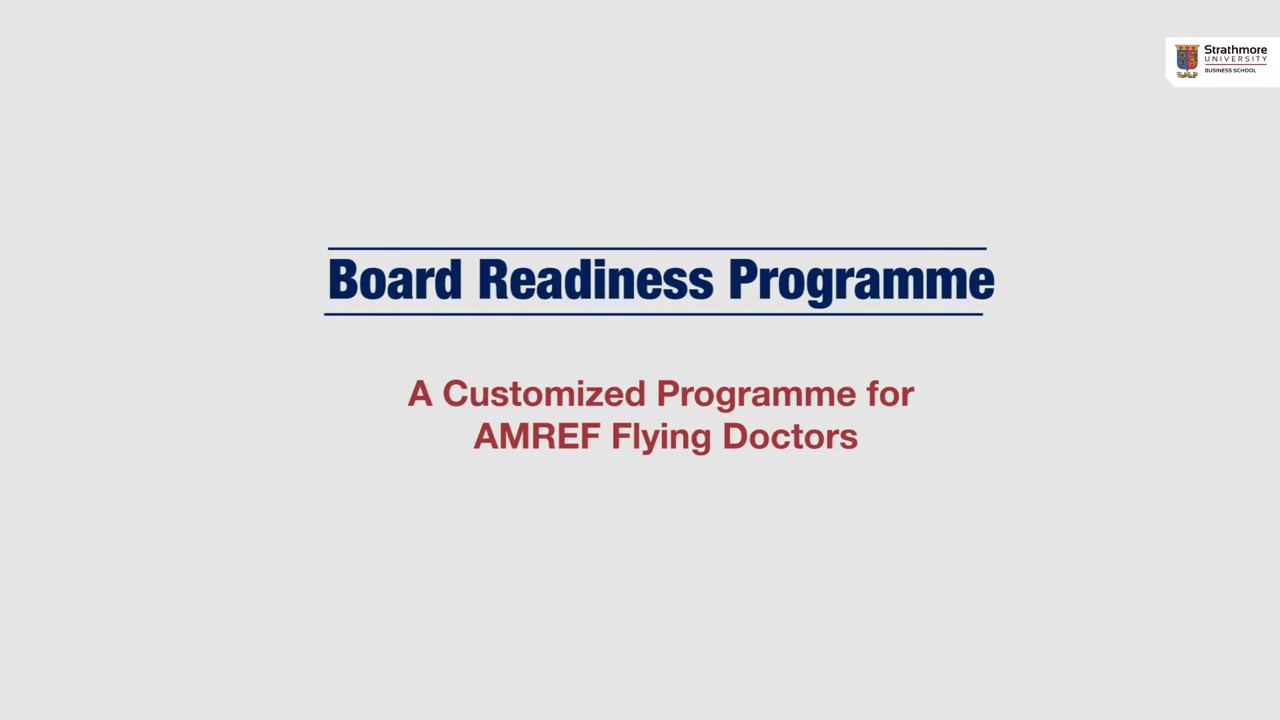 Strathmore
UNIVERSITY
BUSINESS SCHOOL
Board Readiness Programme
A Customized Programme for
AMREF Flying Doctors